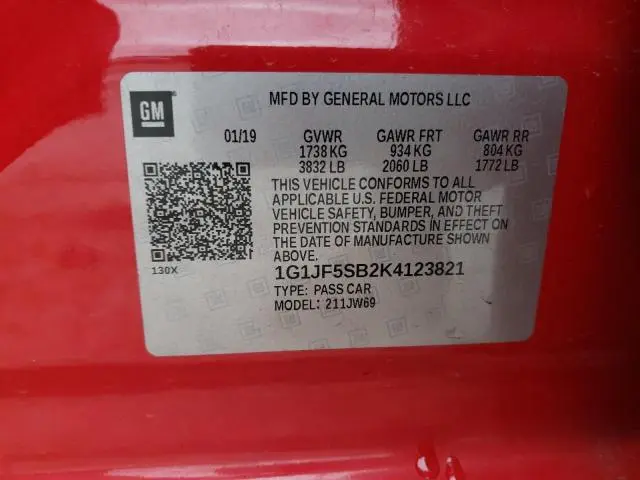 GM
MFD BY GENERAL MOTORS LLC
01/19 GVWR GAWR FRT GAWR RR
1738 KG 934 KG 804 KG
3832 LB 2060 LB 1772 LB
THIS VEHICLE CONFORMS TO ALL
APPLICABLE U.S. FEDERAL MOTOR
VEHICLE SAFETY, BUMPER, AND THEFT
PREVENTION STANDARDS IN EFFECT ON
THE DATE OF MANUFACTURE SHOWN
ABOVE.
130X
1G1JF5SB2K4123821
TYPE: PASS CAR
MODEL: 211JW69